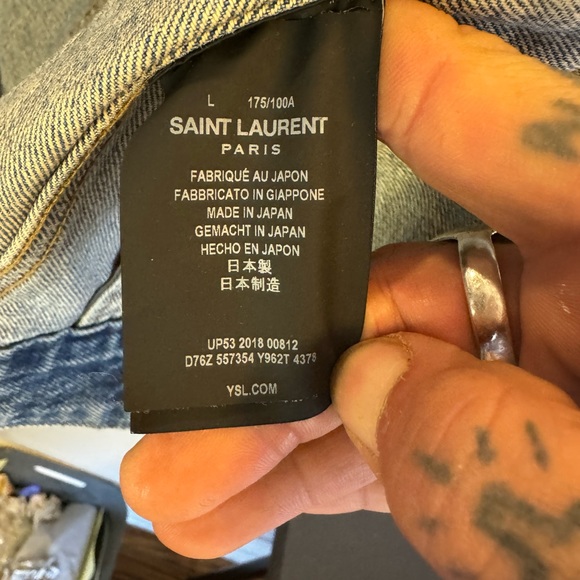 L 175/100A
SAINT LAURENT
PARIS
FABRIQUÉ AU JAPON
FABBRICATO IN GIAPPONE
MADE IN JAPAN
GEMACHT IN JAPAN
HECHO EN JAPON
日本製
日本制造
UP53 2018 00812
D76Z 557354 Y962T 4376
YSL.COM